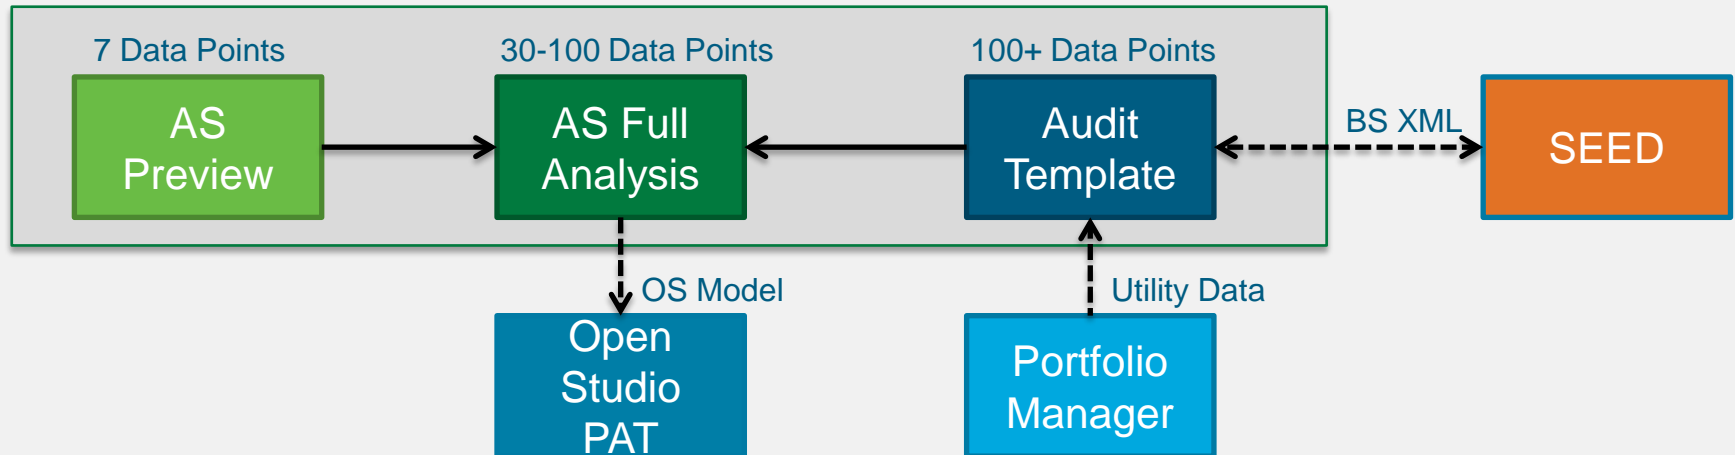 7 Data Points
30-100 Data Points
100+ Data Points
AS
Preview
AS Full
Analysis
Audit
Template
BS XML
SEED
OS Model
Utility Data
Open
Studio
PAT
Portfolio
Manager